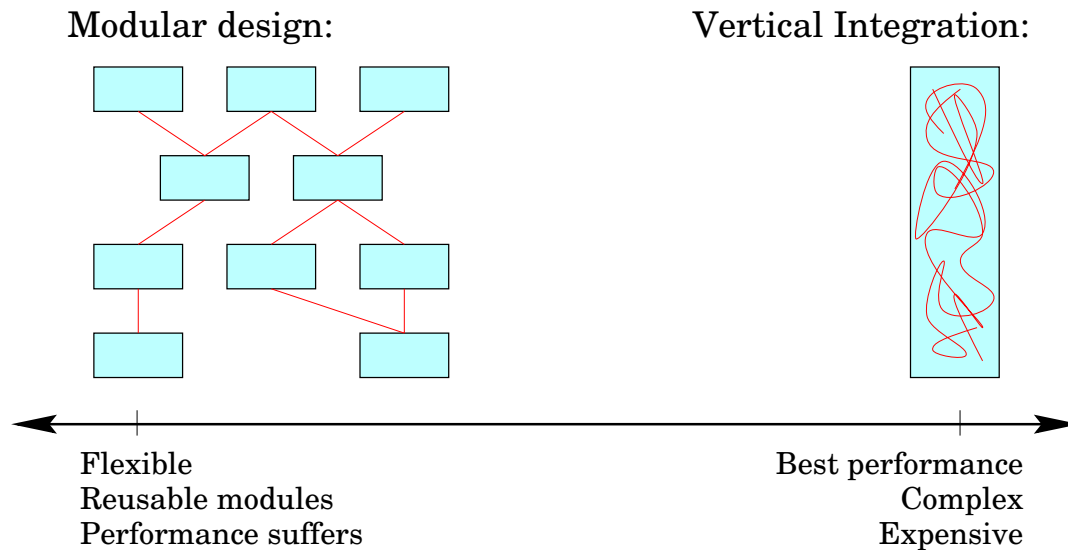 Modular design:
Vertical Integration:
Flexible
Reusable modules
Performance suffers
Best performance
Complex
Expensive